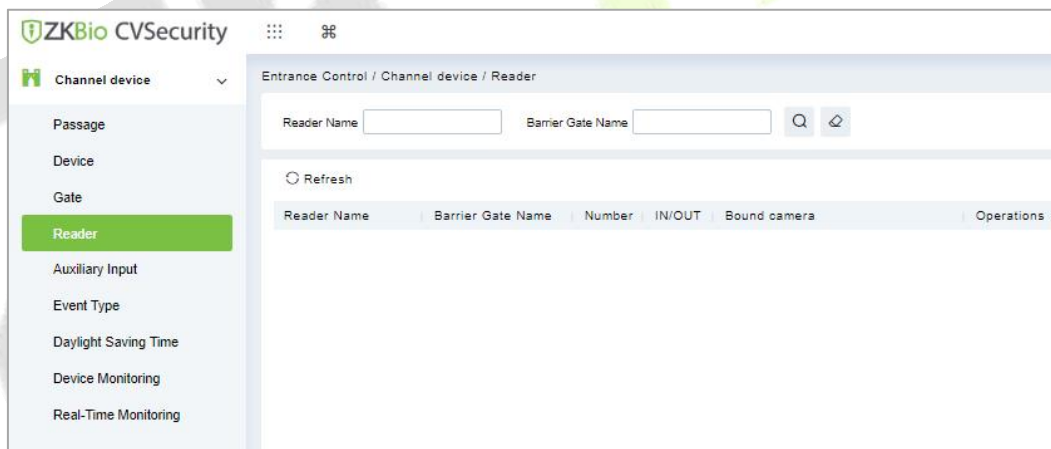 ZKBio CVSecurity
Channel device
Entrance Control / Channel device / Reader
Passage
Device
Gate
Reader
Auxiliary Input
Event Type
Daylight Saving Time
Device Monitoring
Real-Time Monitoring
Reader Name Barrier Gate Name
Refresh
Reader Name Barrier Gate Name Number IN/OUT Bound camera Operations